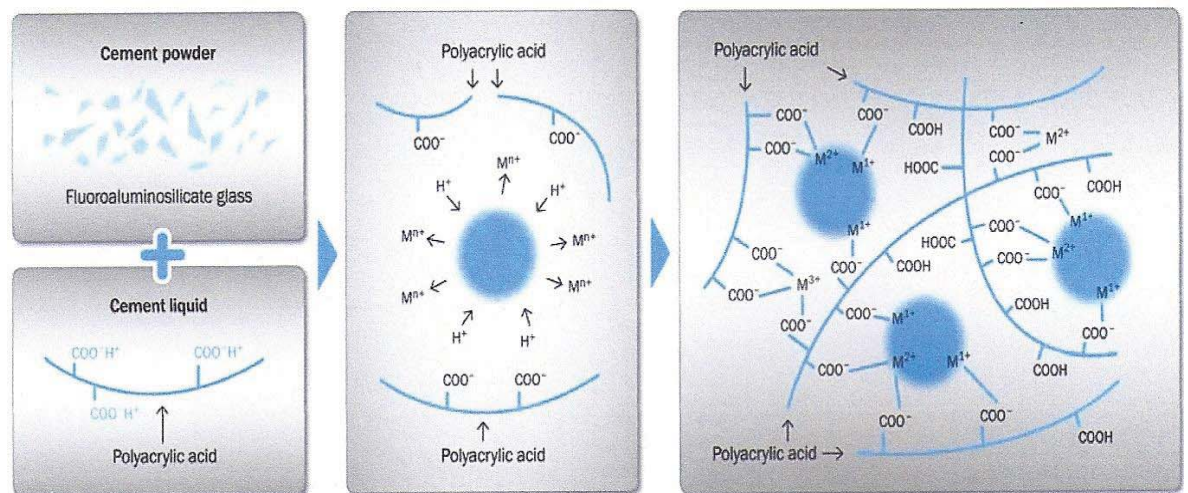 Cement powder
Fluoroaluminosilicate glass
Cement liquid
COO⁻H⁺
COO⁻H⁺
COO⁻H⁺
Polyacrylic acid
Polyacrylic acid
COO⁻
COO⁻
Mⁿ⁺
H⁺
H⁺
Mⁿ⁺
Mⁿ⁺
Mⁿ⁺
Mⁿ⁺
H⁺
H⁺
COO⁻
COO⁻
Polyacrylic acid
Polyacrylic acid
COO⁻
COO⁻
COOH
COO⁻
M²⁺
COO⁻
M²⁺
M¹⁺
COO⁻
HOOC
COO⁻
COOH
M¹⁺
M¹⁺
COO⁻
HOOC
COO⁻
M²⁺
COO⁻
COO⁻
COOH
COO⁻
M³⁺
COO⁻
M¹⁺
COOH
COO⁻
COO⁻
M¹⁺
COO⁻
M²⁺
M¹⁺
COO⁻
COOH
COO⁻
COO⁻
COOH
Polyacrylic acid